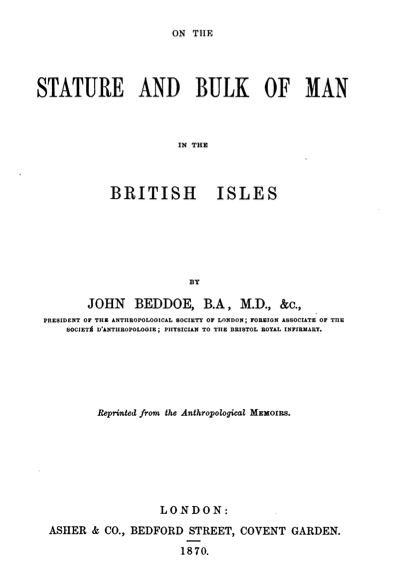 ON THE
STATURE AND BULK OF MAN
IN THE
BRITISH ISLES
BY
JOHN BEDDOE, B.A., M.D., &c.,
PRESIDENT OF THE ANTHROPOLOGICAL SOCIETY OF LONDON; FOREIGN ASSOCIATE OF THE
SOCIETÉ D'ANTHROPOLOGIE; PHYSICIAN TO THE BRISTOL ROYAL INFIRMARY.
Reprinted from the Anthropological MEMOIRS.
LONDON:
ASHER & CO., BEDFORD STREET, COVENT GARDEN.
1870.